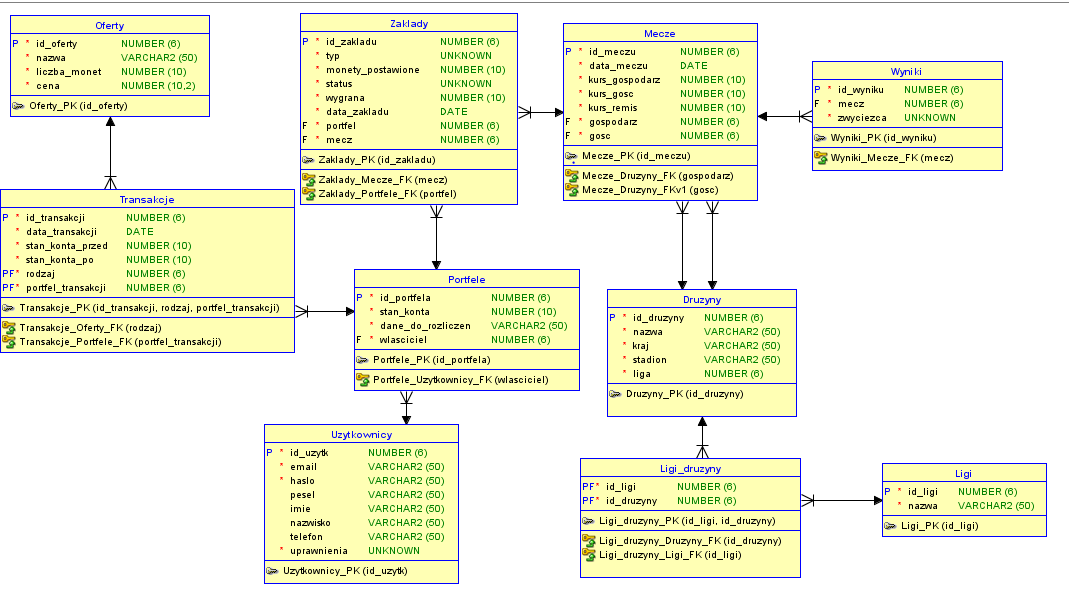 Oferty
P * id_oferty NUMBER (6)
* nazwa VARCHAR2 (50)
* liczba_monet NUMBER (10)
* cena NUMBER (10,2)
Oferty_PK (id_oferty)
Zaklady
P * id_zakladu NUMBER (6)
* typ UNKNOWN
* monety_postawione NUMBER (10)
* status UNKNOWN
* wygrana NUMBER (10)
* data_zakladu DATE
F * portfel NUMBER (6)
F * mecz NUMBER (6)
Zaklady_PK (id_zakladu)
Zaklady_Mecze_FK (mecz)
Zaklady_Portfele_FK (portfel)
Mecze
P * id_meczu NUMBER (6)
* data_meczu DATE
* kurs_gospodarz NUMBER (10)
* kurs_gosc NUMBER (10)
* kurs_remis NUMBER (10)
F * gospodarz NUMBER (6)
F * gosc NUMBER (6)
Mecze_PK (id_meczu)
Mecze_Druzyny_FK (gospodarz)
Mecze_Druzyny_FKv1 (gosc)
Wyniki
P * id_wyniku NUMBER (6)
F * mecz NUMBER (6)
* zwyciezca UNKNOWN
Wyniki_PK (id_wyniku)
Wyniki_Mecze_FK (mecz)
Transakcje
P * id_transakcji NUMBER (6)
* data_transakcji DATE
* stan_konta_przed NUMBER (10)
* stan_konta_po NUMBER (10)
PF* rodzaj NUMBER (6)
PF* portfel_transakcji NUMBER (6)
Transakcje_PK (id_transakcji, rodzaj, portfel_transakcji)
Transakcje_Oferty_FK (rodzaj)
Transakcje_Portfele_FK (portfel_transakcji)
Portfele
P * id_portfela NUMBER (6)
* stan_konta NUMBER (10)
* dane_do_rozliczen VARCHAR2 (50)
F * wlasciciel NUMBER (6)
Portfele_PK (id_portfela)
Portfele_Uzytkownicy_FK (wlasciciel)
Druzyny
P * id_druzyny NUMBER (6)
* nazwa VARCHAR2 (50)
* kraj VARCHAR2 (50)
* stadion VARCHAR2 (50)
* liga NUMBER (6)
Druzyny_PK (id_druzyny)
Uzytkownicy
P * id_uzytk NUMBER (6)
* email VARCHAR2 (50)
* haslo VARCHAR2 (50)
pesel VARCHAR2 (50)
imie VARCHAR2 (50)
nazwisko VARCHAR2 (50)
telefon VARCHAR2 (50)
* uprawnienia UNKNOWN
Uzytkownicy_PK (id_uzytk)
Ligi_druzyny
PF* id_ligi NUMBER (6)
PF* id_druzyny NUMBER (6)
Ligi_druzyny_PK (id_ligi, id_druzyny)
Ligi_druzyny_Druzyny_FK (id_druzyny)
Ligi_druzyny_Ligi_FK (id_ligi)
Ligi
P * id_ligi NUMBER (6)
* nazwa VARCHAR2 (50)
Ligi_PK (id_ligi)